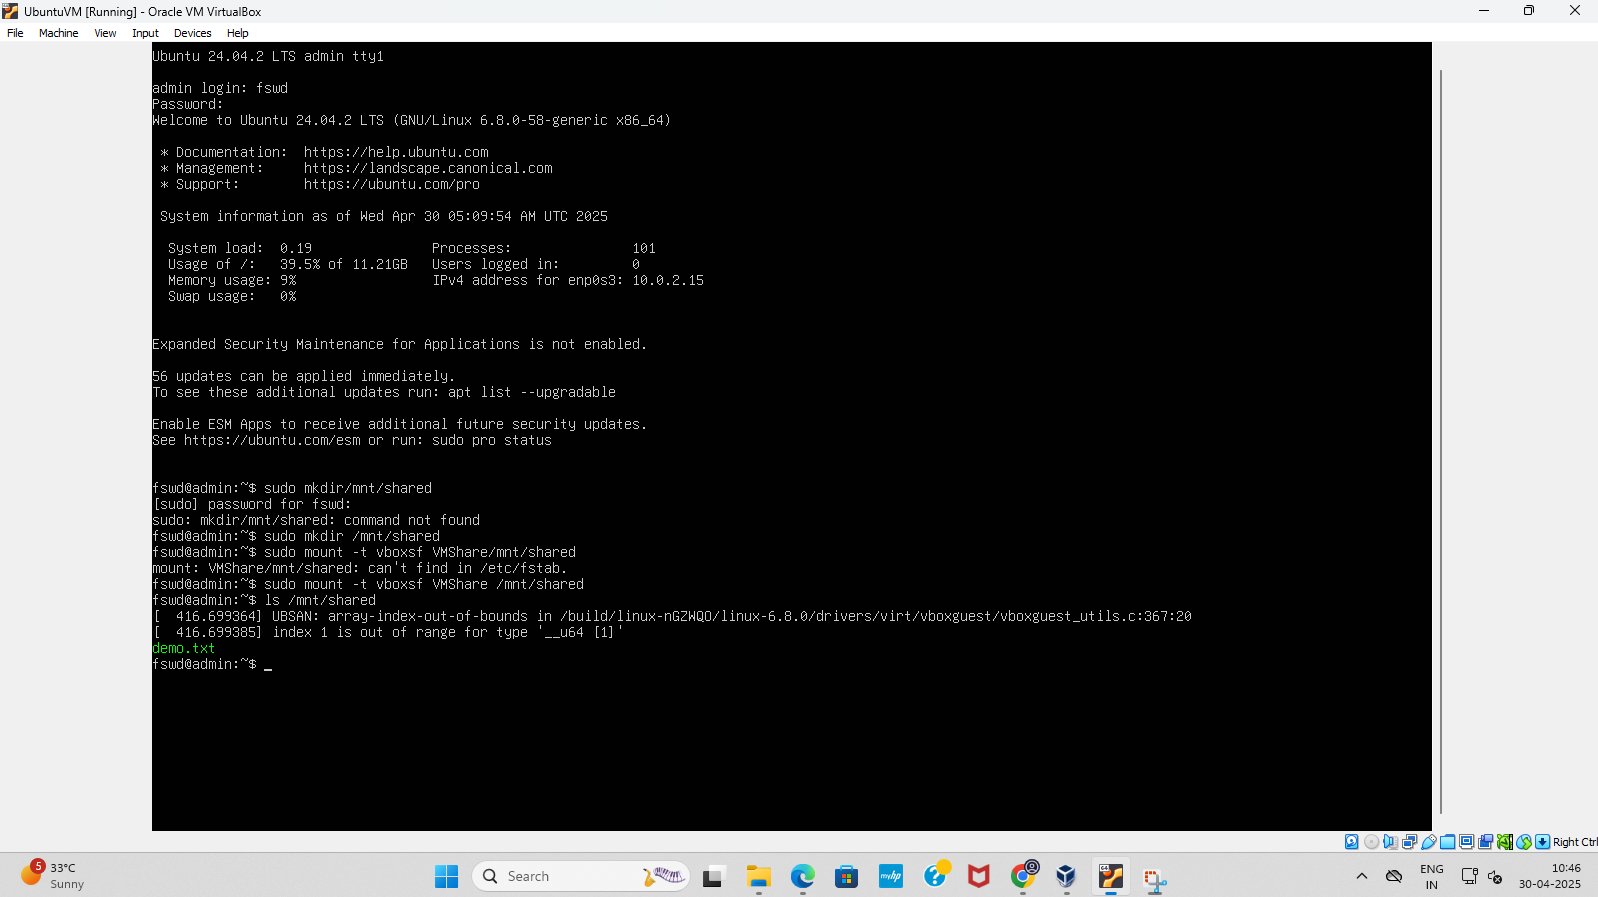 UbuntuVM [Running] - Oracle VM VirtualBox
File Machine View Input Devices Help
Ubuntu 24.04.2 LTS admin tty1
admin login: fswd
Password:
Welcome to Ubuntu 24.04.2 LTS (GNU/Linux 6.8.0-58-generic x86_64)
* Documentation: https://help.ubuntu.com
* Management: https://landscape.canonical.com
* Support: https://ubuntu.com/pro
System information as of Wed Apr 30 05:09:54 AM UTC 2025
System load: 0.19 Processes: 101
Usage of /: 39.5% of 11.21GB Users logged in: 0
Memory usage: 9% IPv4 address for enp0s3: 10.0.2.15
Swap usage: 0%
Expanded Security Maintenance for Applications is not enabled.
56 updates can be applied immediately.
To see these additional updates run: apt list --upgradable
Enable ESM Apps to receive additional future security updates.
See https://ubuntu.com/esm or run: sudo pro status
fswd@admin:~$ sudo mkdir/mnt/shared
[sudo] password for fswd:
sudo: mkdir/mnt/shared: command not found
fswd@admin:~$ sudo mkdir /mnt/shared
fswd@admin:~$ sudo mount -t vboxsf VMShare/mnt/shared
mount: VMShare/mnt/shared: can't find in /etc/fstab.
fswd@admin:~$ sudo mount -t vboxsf VMShare /mnt/shared
fswd@admin:~$ ls /mnt/shared
[  416.699364] UBSAN: array-index-out-of-bounds in /build/linux-nGZWQO/linux-6.8.0/drivers/virt/vboxguest/vboxguest_utils.c:367:20
[  416.699385] index 1 is out of range for type '__u64 [1]'
demo.txt
fswd@admin:~$ _
Right Ctrl
5
33°C
Sunny
Search
myhp
ENG
IN
10:46
30-04-2025